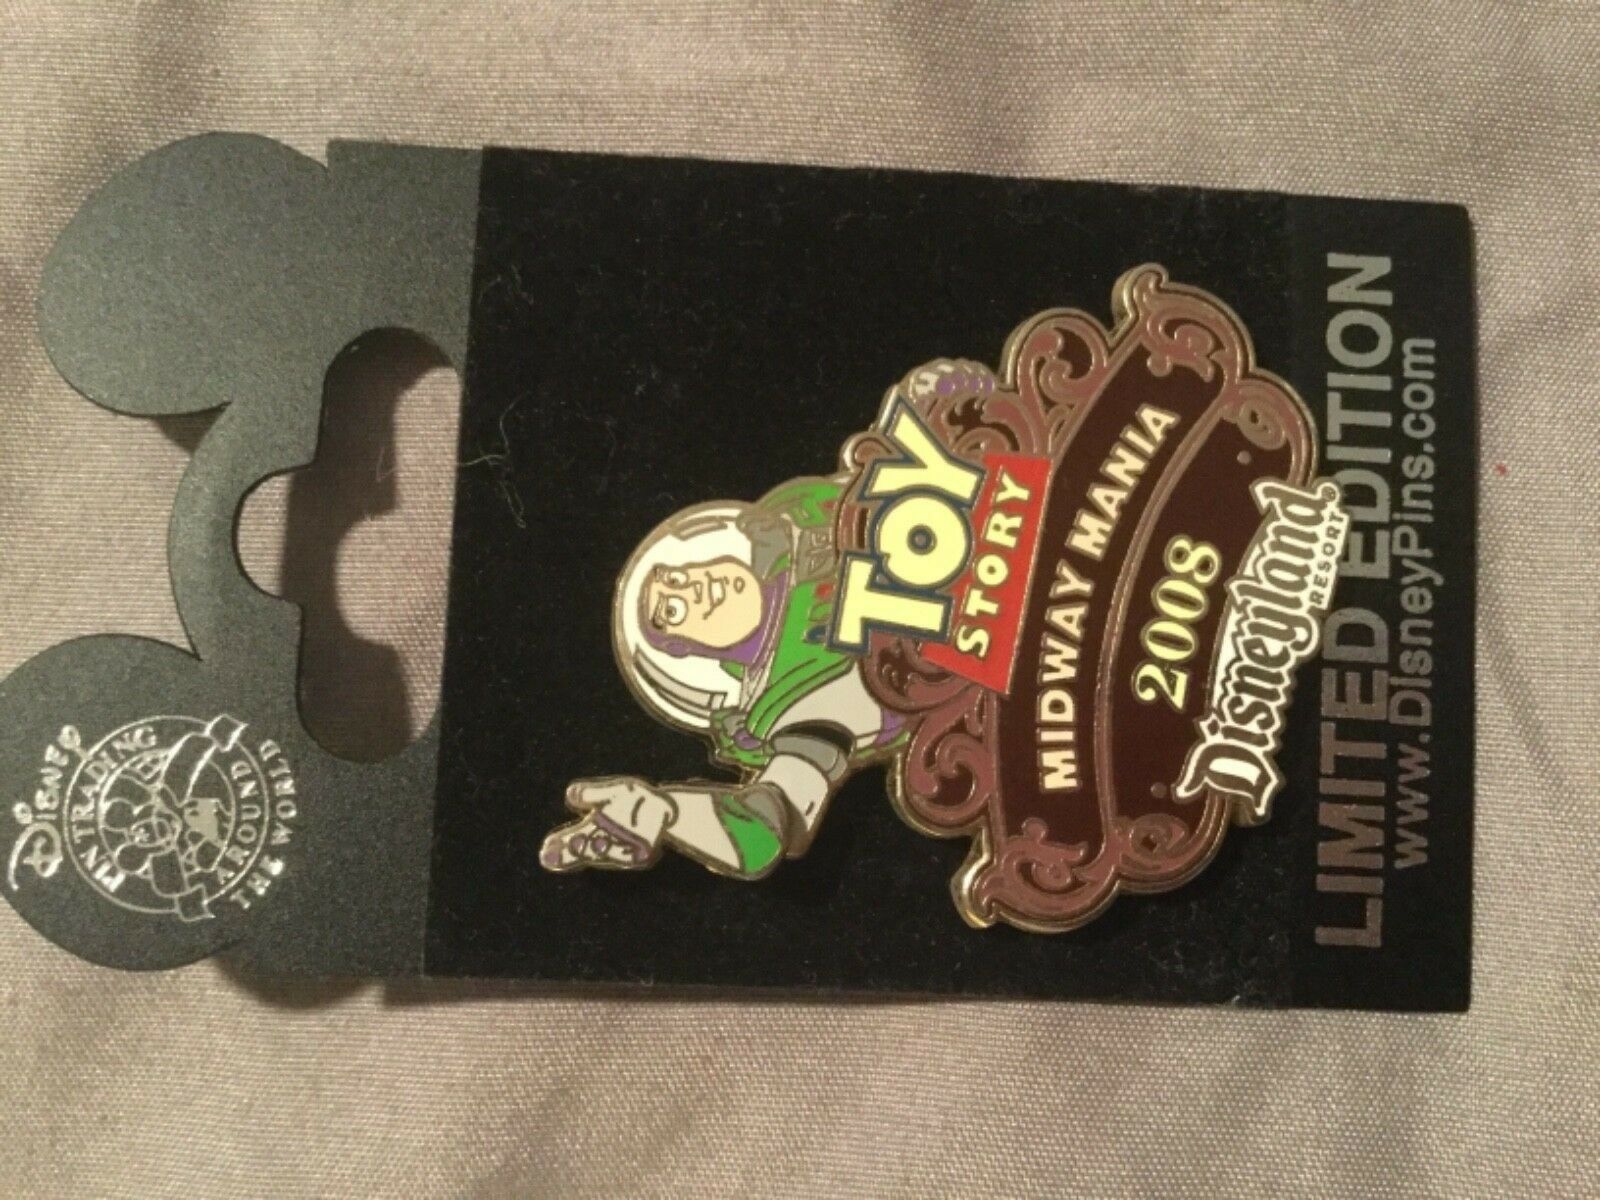 Disney
PIN TRADING
AROUND
THE WORLD
TOY
STORY
MIDWAY MANIA
2008
Disneyland®
RESORT
LIMITED EDITION
www.DisneyPins.com